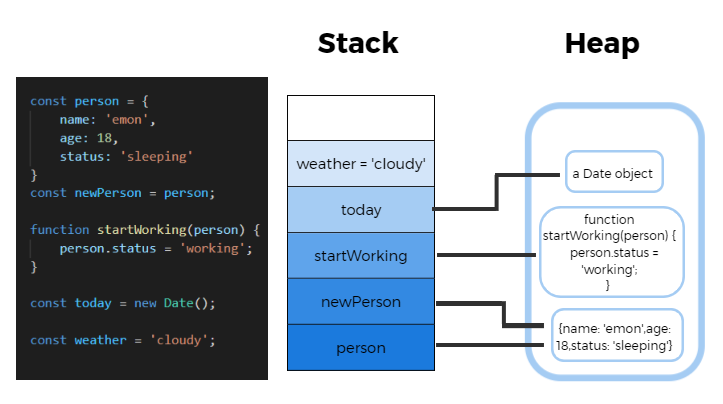 Stack
Heap
const person = {
    name: 'emon',
    age: 18,
    status: 'sleeping'
}
const newPerson = person;
function startWorking(person) {
    person.status = 'working';
}
const today = new Date();
const weather = 'cloudy';
weather = 'cloudy'
today
startWorking
newPerson
person
a Date object
function
startWorking(person) {
person.status =
'working';
}
{name: 'emon',age:
18,status: 'sleeping'}